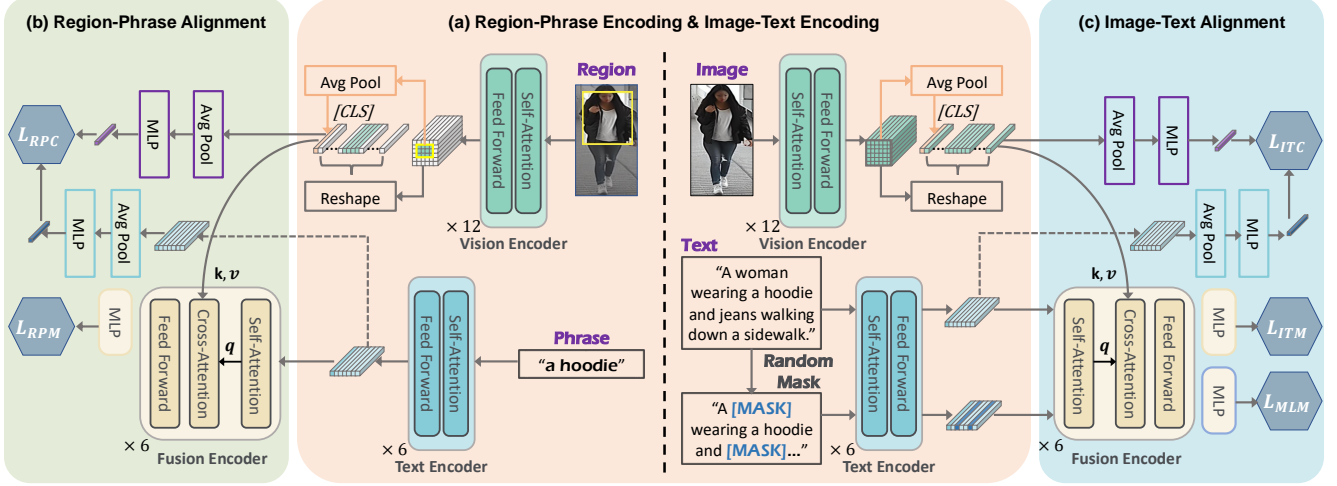 (b) Region-Phrase Alignment
(a) Region-Phrase Encoding & Image-Text Encoding
(c) Image-Text Alignment
L_RPC
MLP
Avg Pool
MLP
Avg Pool
k, v
L_RPM
MLP
Feed Forward
Cross-Attention
q
Self-Attention
× 6
Fusion Encoder
Avg Pool
[CLS]
Reshape
Feed Forward
Self-Attention
× 12
Vision Encoder
Region
Feed Forward
Self-Attention
× 6
Text Encoder
Phrase
"a hoodie"
Image
Self-Attention
Feed Forward
× 12
Vision Encoder
Avg Pool
[CLS]
Reshape
Text
“A woman
wearing a hoodie
and jeans walking
down a sidewalk.”
Random
Mask
“A [MASK]
wearing a hoodie
and [MASK]…”
Self-Attention
Feed Forward
× 6
Text Encoder
Avg Pool
MLP
L_ITC
Avg Pool
MLP
k, v
Self-Attention
q
Cross-Attention
Feed Forward
× 6
Fusion Encoder
MLP
L_ITM
MLP
L_MLM